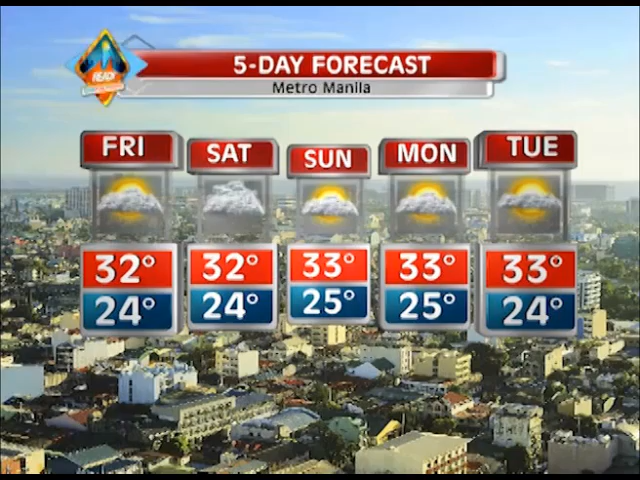 READY
5-DAY FORECAST
Metro Manila
FRI SAT SUN MON TUE
32° 32° 33° 33° 33°
24° 24° 25° 25° 24°